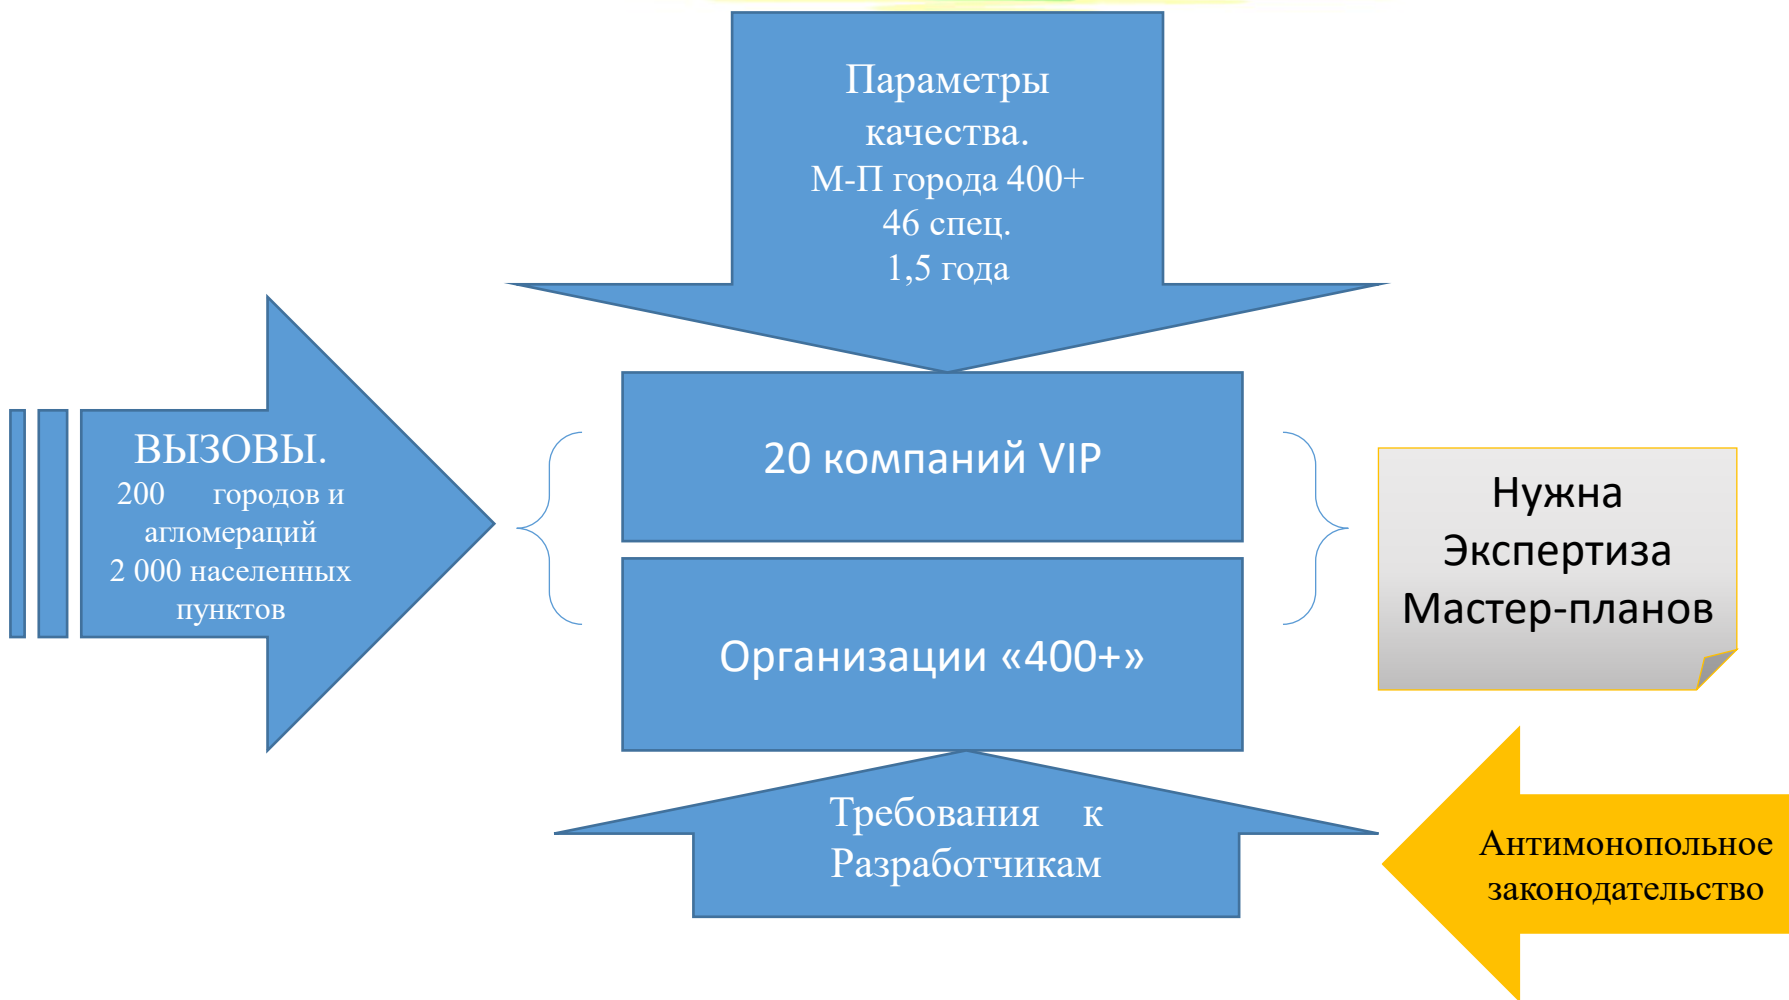 Параметры
качества.
М-П города 400+
46 спец.
1,5 года
ВЫЗОВЫ.
200 городов и
агломераций
2 000 населенных
пунктов
20 компаний VIP
Организации «400+»
Нужна
Экспертиза
Мастер-планов
Требования к
Разработчикам
Антимонопольное
законодательство